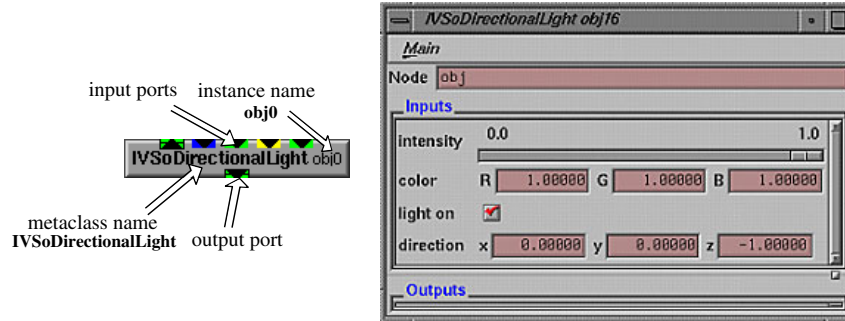 input ports
instance name
obj0
IVSoDirectionalLight obj0
metaclass name
IVSoDirectionalLight
output port
IVSoDirectionalLight obj16
Main
Node obj
Inputs
intensity 0.0 1.0
color R 1.00000 G 1.00000 B 1.00000
light on
direction x 0.00000 y 0.00000 z -1.00000
Outputs